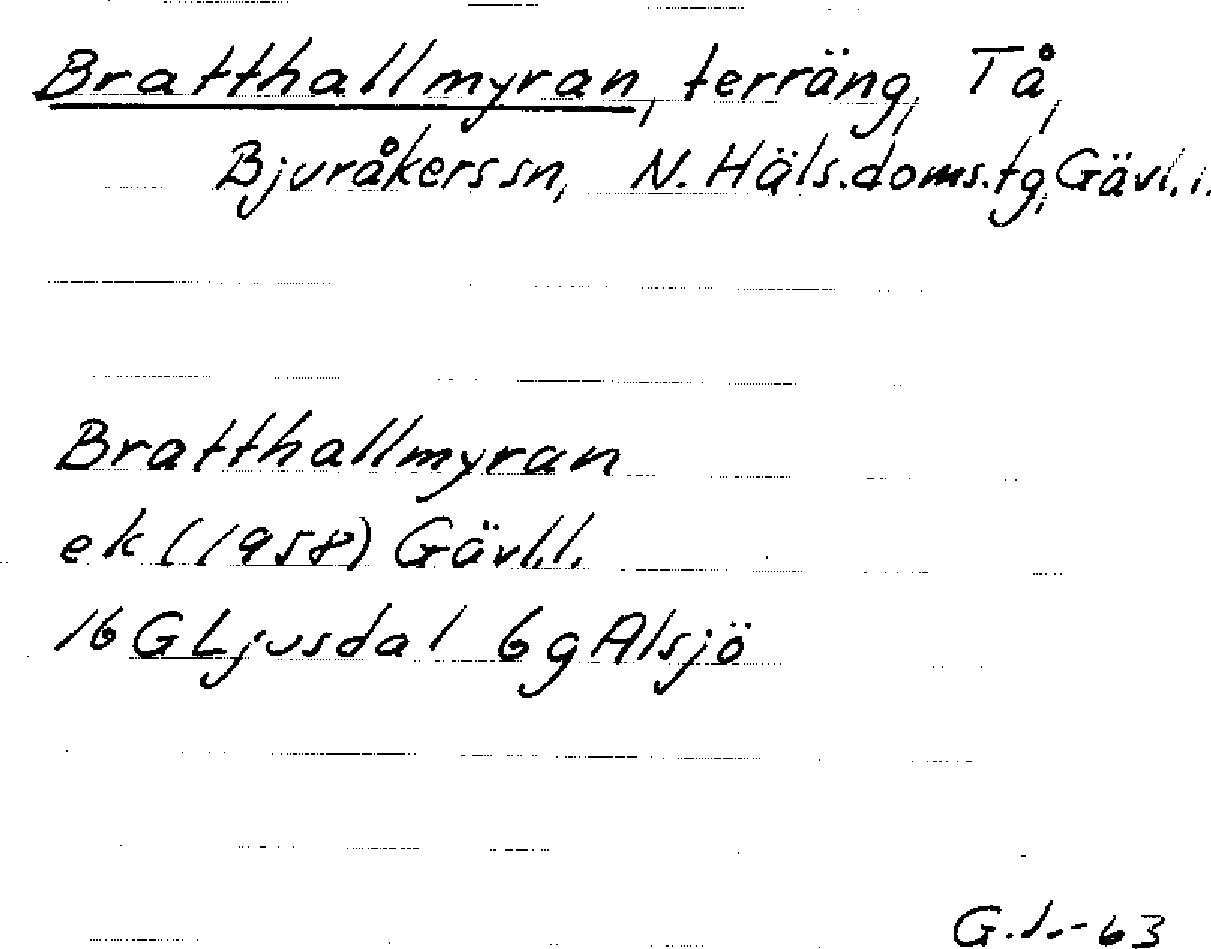 Bratthallmyran, terräng, Tå,
Bjuråkers sn, N. Häls. doms. tg, Gävl. l.
Bratthallmyran
ek (1958) Gävl. l.
16 G Ljusdal 6 g Alsjö
G. l. - 63